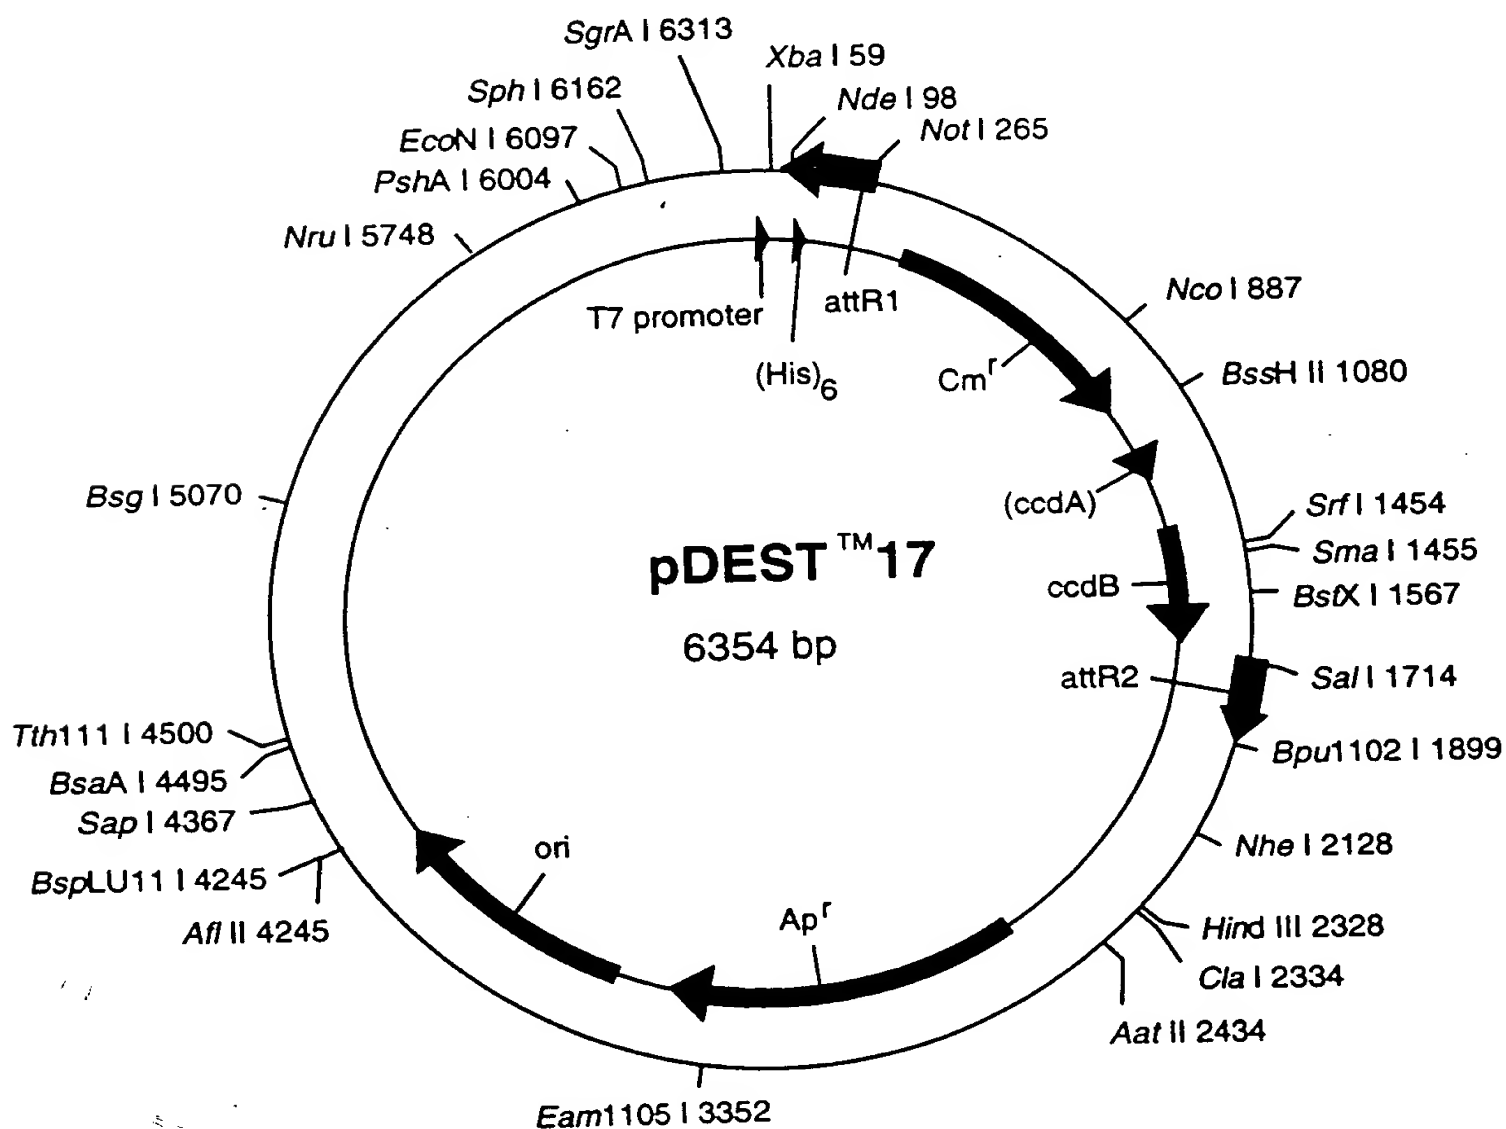 SgrA I 6313
Xba I 59
Sph I 6162
Nde I 98
EcoN I 6097
Not I 265
PshA I 6004
Nru I 5748
Nco I 887
T7 promoter
attR1
(His)6
Cmr
BssH II 1080
Bsg I 5070
(ccdA)
Srf I 1454
pDEST™17
Sma I 1455
ccdB
BstX I 1567
6354 bp
attR2
Sal I 1714
Tth111 I 4500
Bpu1102 I 1899
BsaA I 4495
Sap I 4367
ori
Nhe I 2128
BspLU11 I 4245
Apr
Afl II 4245
Hind III 2328
Cla I 2334
Aat II 2434
Eam1105 I 3352